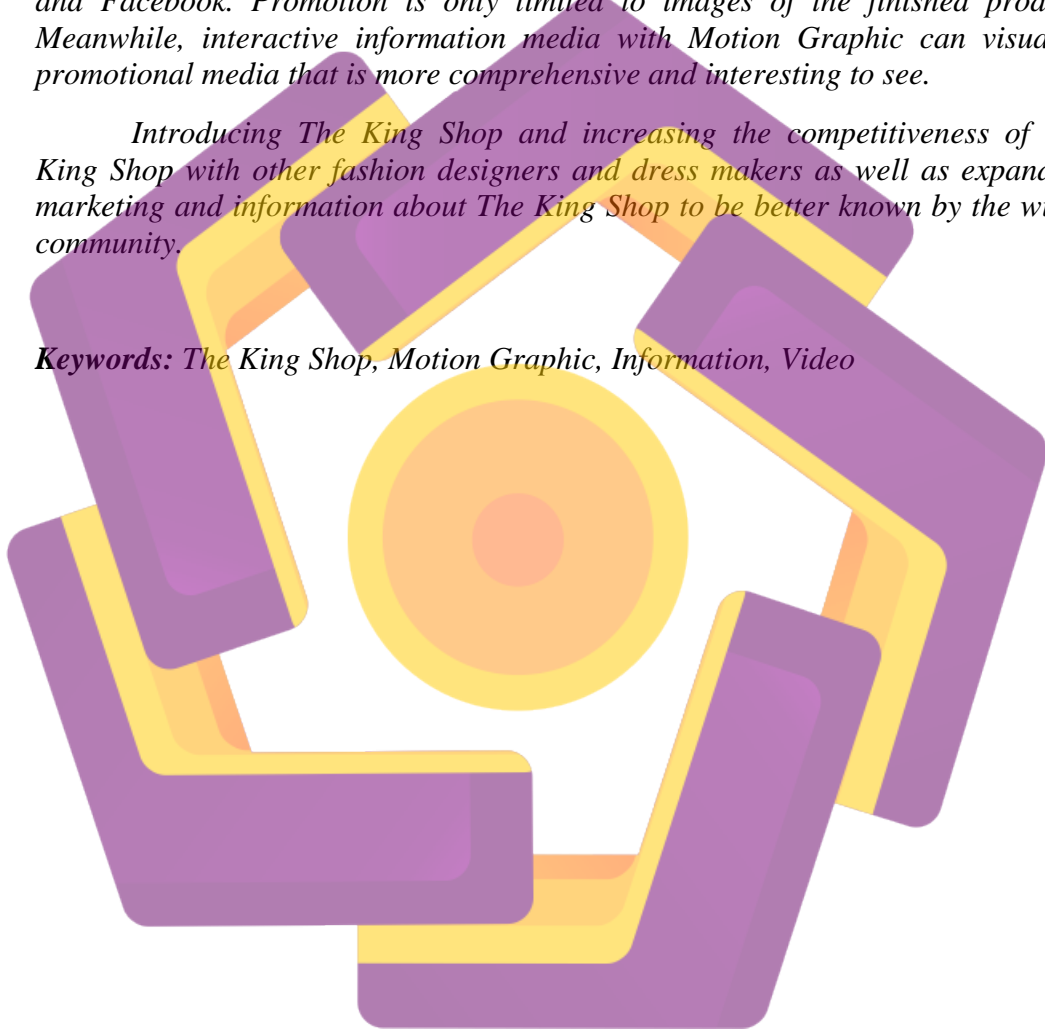 and Facebook. Promotion is only limited to images of the finished
Meanwhile, interactive information media with Motion Graphic can
promotional media that is more comprehensive and interesting to see.
Introducing The King Shop and increasing the competitiveness of
King Shop with other fashion designers and dress makers as well as
marketing and information about The King Shop to be better known by the
community.
Keywords: The King Shop, Motion Graphic, Information, Video